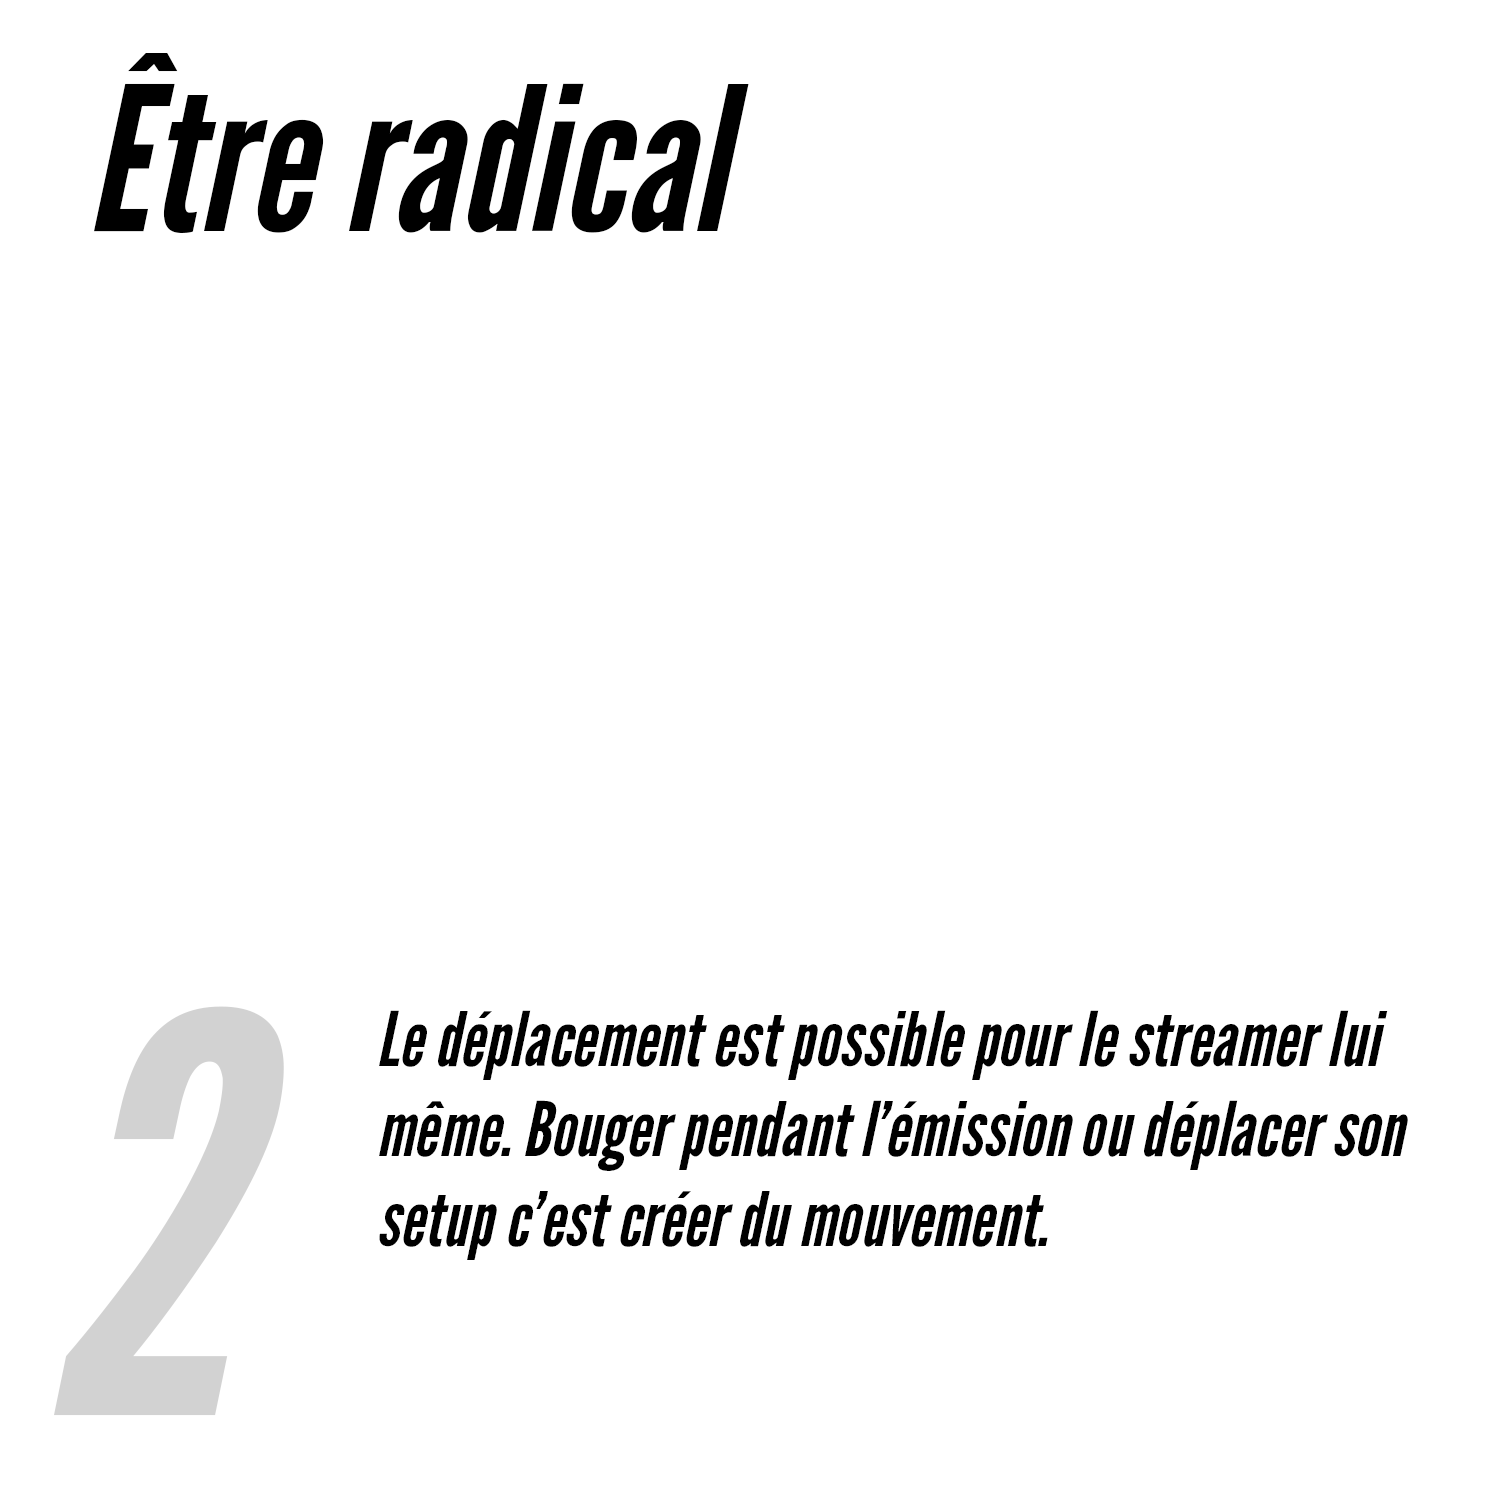 Être radical
2
Le déplacement est possible pour le streamer lui
même. Bouger pendant l’émission ou déplacer son
setup c’est créer du mouvement.